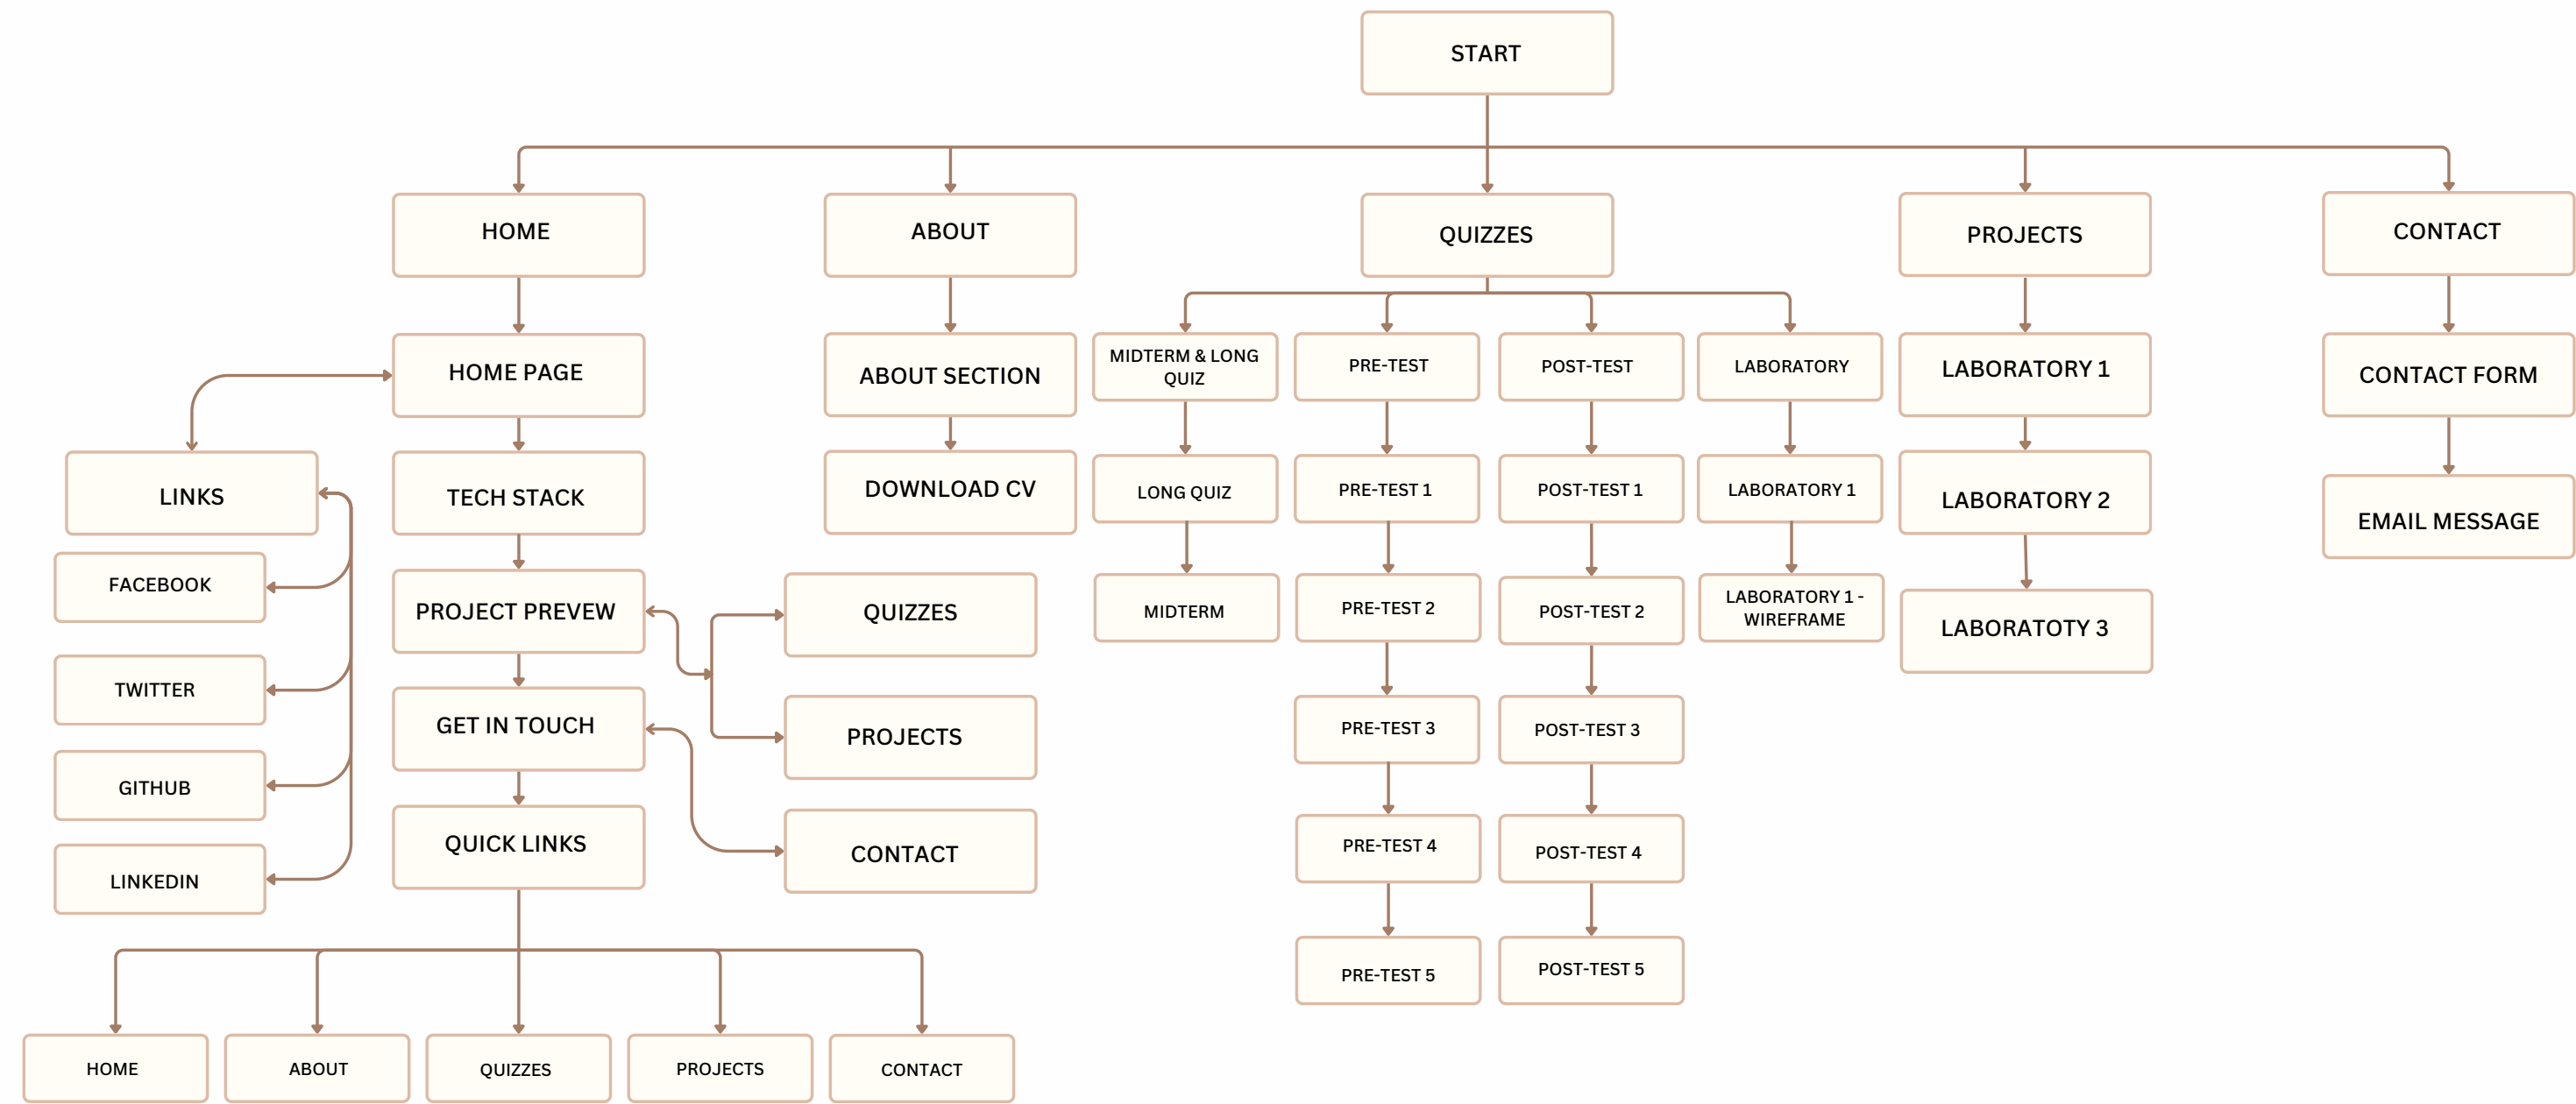 START
HOME
ABOUT
QUIZZES
PROJECTS
CONTACT
HOME PAGE
ABOUT SECTION
MIDTERM & LONG
QUIZ
PRE-TEST
POST-TEST
LABORATORY
LABORATORY 1
CONTACT FORM
LINKS
TECH STACK
DOWNLOAD CV
LONG QUIZ
PRE-TEST 1
POST-TEST 1
LABORATORY 1
LABORATORY 2
EMAIL MESSAGE
FACEBOOK
PROJECT PREVEW
QUIZZES
MIDTERM
PRE-TEST 2
POST-TEST 2
LABORATORY 1 -
WIREFRAME
LABORATOTY 3
TWITTER
GET IN TOUCH
PROJECTS
PRE-TEST 3
POST-TEST 3
GITHUB
QUICK LINKS
CONTACT
PRE-TEST 4
POST-TEST 4
LINKEDIN
PRE-TEST 5
POST-TEST 5
HOME
ABOUT
QUIZZES
PROJECTS
CONTACT